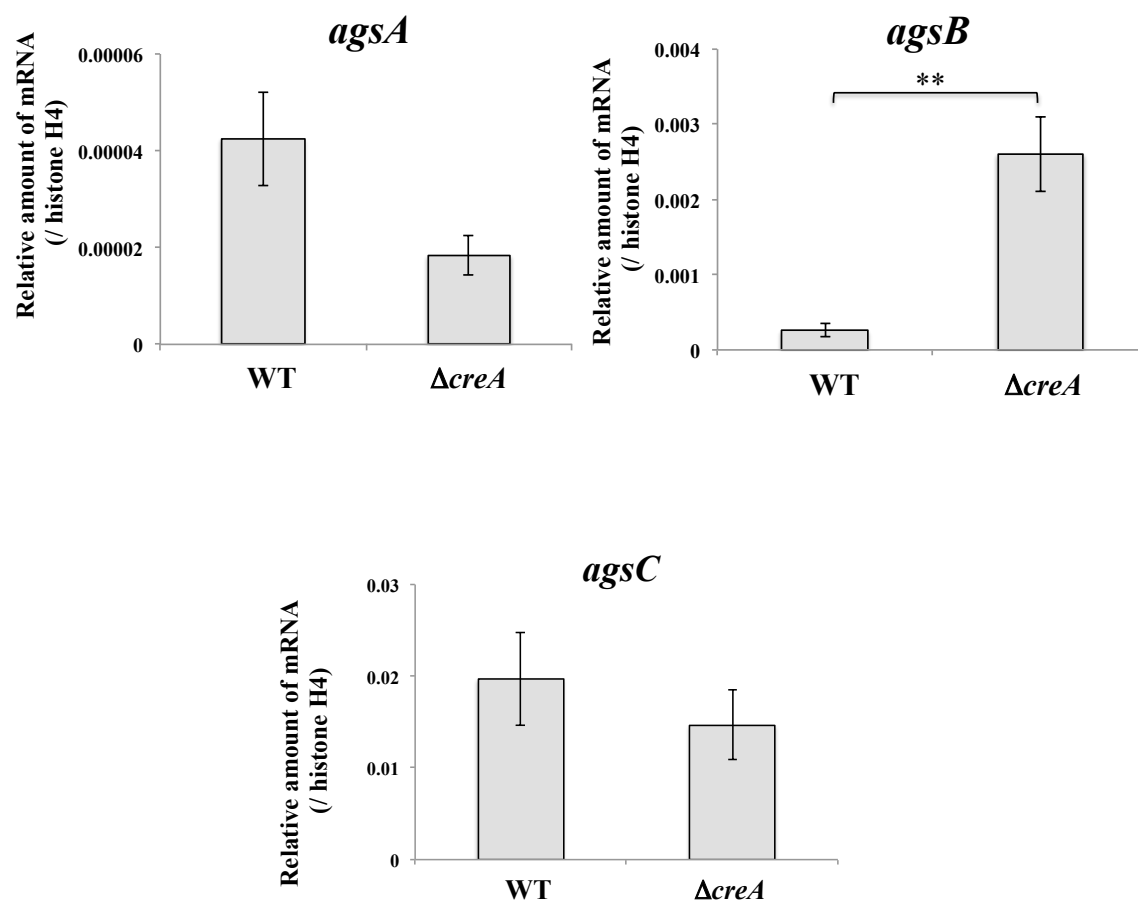 agsA
Relative amount of mRNA
(/ histone H4)
0.00006
0.00004
0.00002
0
WT
ΔcreA
agsB
Relative amount of mRNA
(/ histone H4)
0.004
0.003
0.002
0.001
0
**
WT
ΔcreA
agsC
Relative amount of mRNA
(/ histone H4)
0.03
0.02
0.01
0
WT
ΔcreA